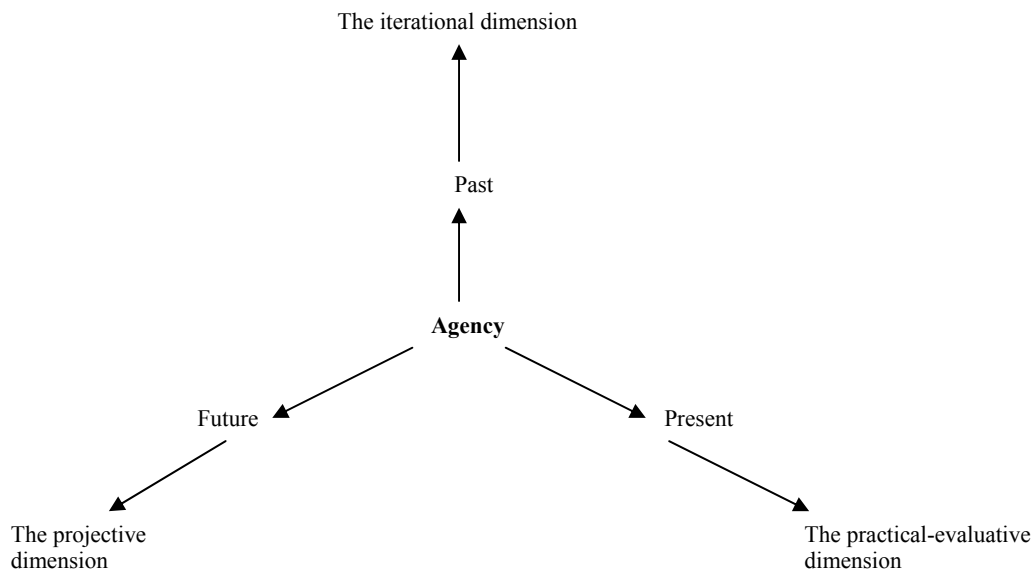 The iterational dimension
Past
Agency
Future
Present
The projective
dimension
The practical-evaluative
dimension